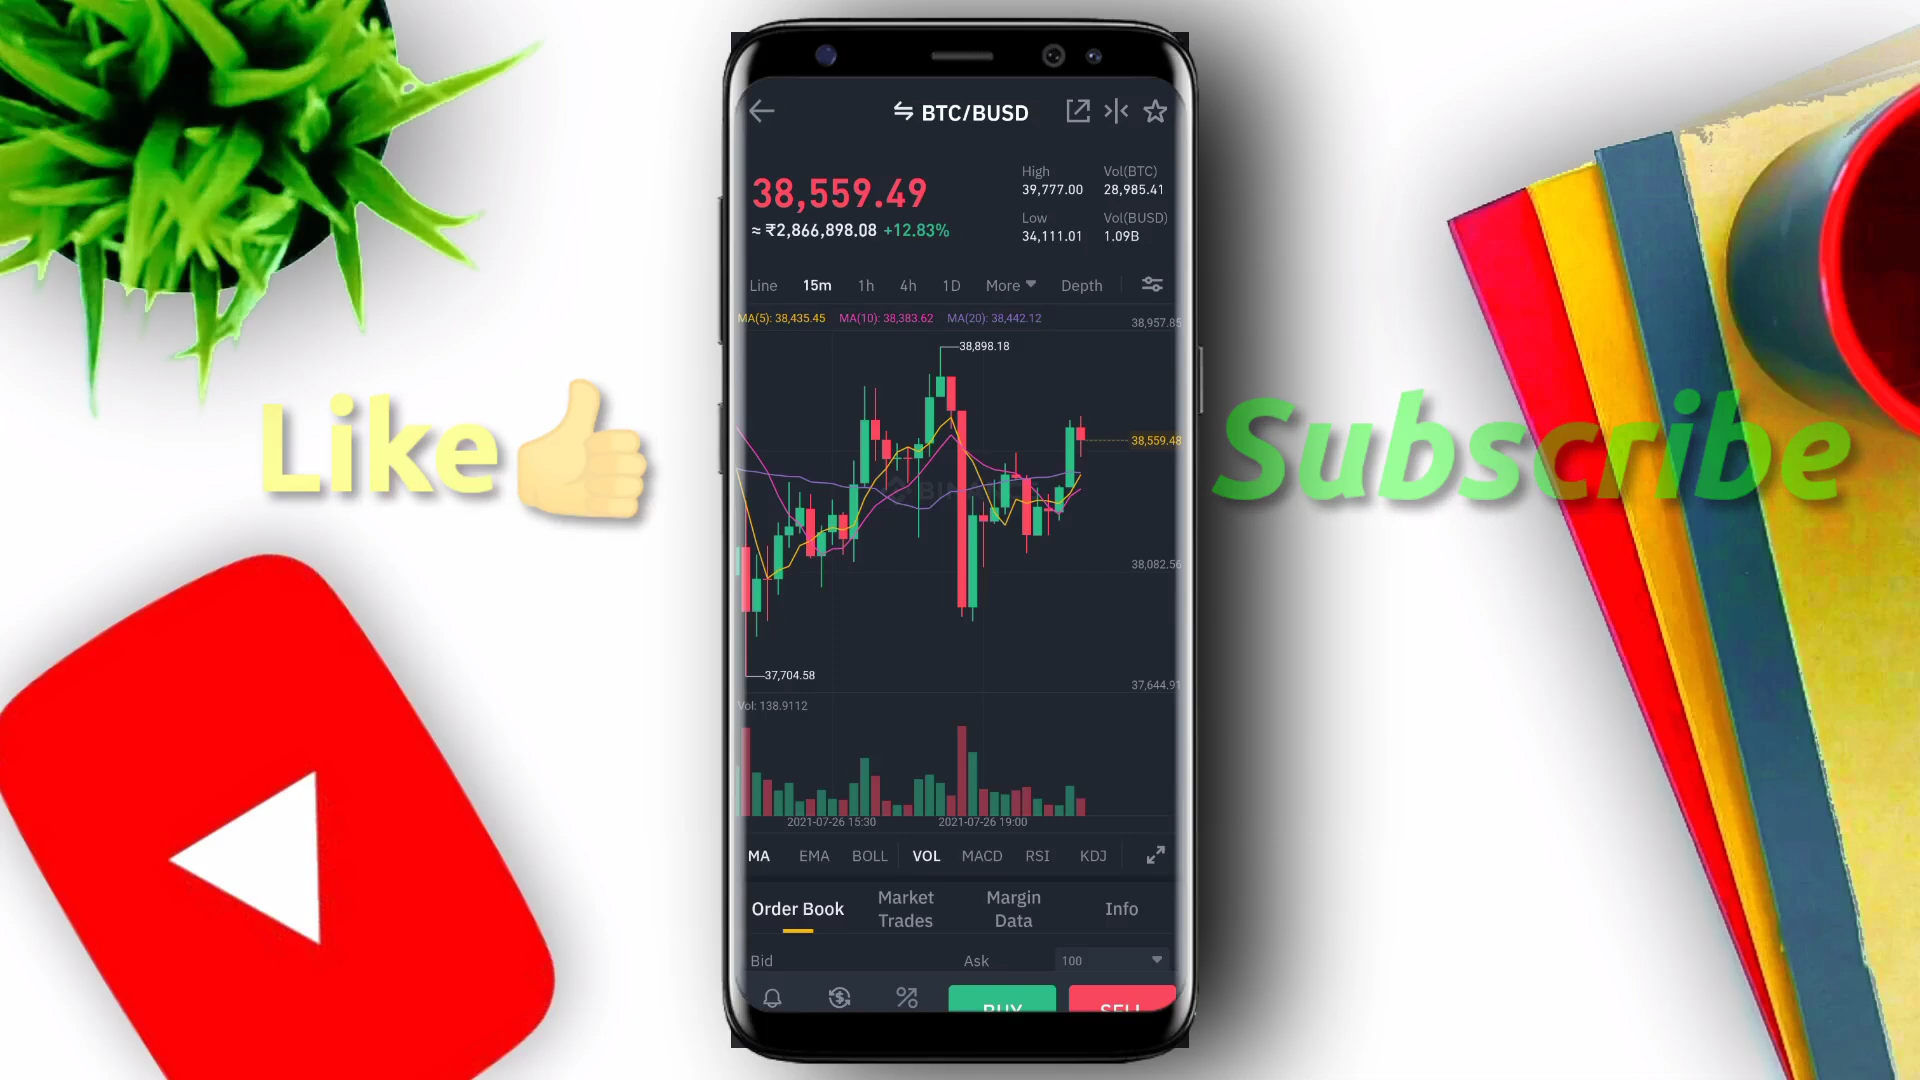 BTC/BUSD
38,559.49
≈ ₹2,866,898.08 +12.83%
High
39,777.00
Vol(BTC)
28,985.41
Low
34,111.01
Vol(BUSD)
1.09B
Line 15m 1h 4h 1D More Depth
MA(5): 38,435.45 MA(10): 38,383.62 MA(20): 38,442.12
38,957.85
38,898.18
Like👍
Subscribe
38,559.48
38,082.56
37,704.58
37,644.91
Vol: 138.9112
2021-07-26 15:30 2021-07-26 19:00
MA EMA BOLL VOL MACD RSI KDJ
Order Book
Market
Trades
Margin
Data
Info
Bid Ask 100
BUY SELL